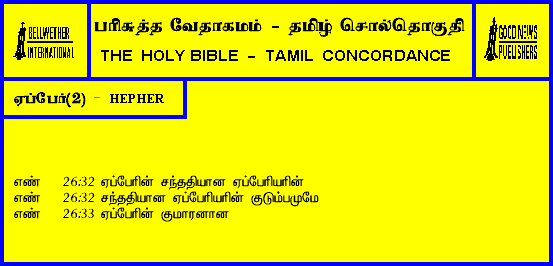 BELLWETHER
INTERNATIONAL
பரிசுத்த வேதாகமம் - தமிழ் சொல்தொகுதி
THE HOLY BIBLE - TAMIL CONCORDANCE
GOOD NEWS
PUBLISHERS
ஏப்பேர்(2) - HEPHER
எண் 26:32 ஏப்பேரின் சந்ததியான ஏப்பேரியரின்
எண் 26:32 சந்ததியான ஏப்பேரியரின் குடும்பமுமே
எண் 26:33 ஏப்பேரின் குமாரனான